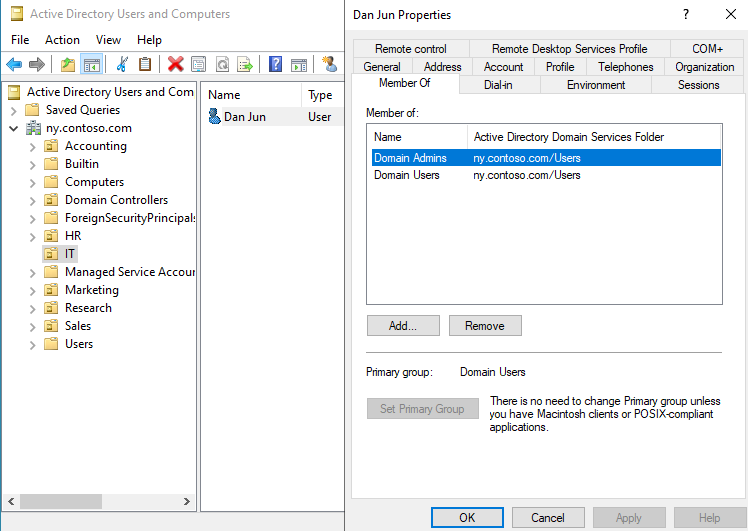 Active Directory Users and Computers
File Action View Help
Active Directory Users and Com
Saved Queries
ny.contoso.com
Accounting
Builtin
Computers
Domain Controllers
ForeignSecurityPrincipals
HR
IT
Managed Service Accour
Marketing
Research
Sales
Users
Name Type
Dan Jun User
Dan Jun Properties
Remote control Remote Desktop Services Profile COM+
General Address Account Profile Telephones Organization
Member Of Dial-in Environment Sessions
Member of:
Name Active Directory Domain Services Folder
Domain Admins ny.contoso.com/Users
Domain Users ny.contoso.com/Users
Add... Remove
Primary group: Domain Users
Set Primary Group
There is no need to change Primary group unless
you have Macintosh clients or POSIX-compliant
applications.
OK Cancel Apply Help